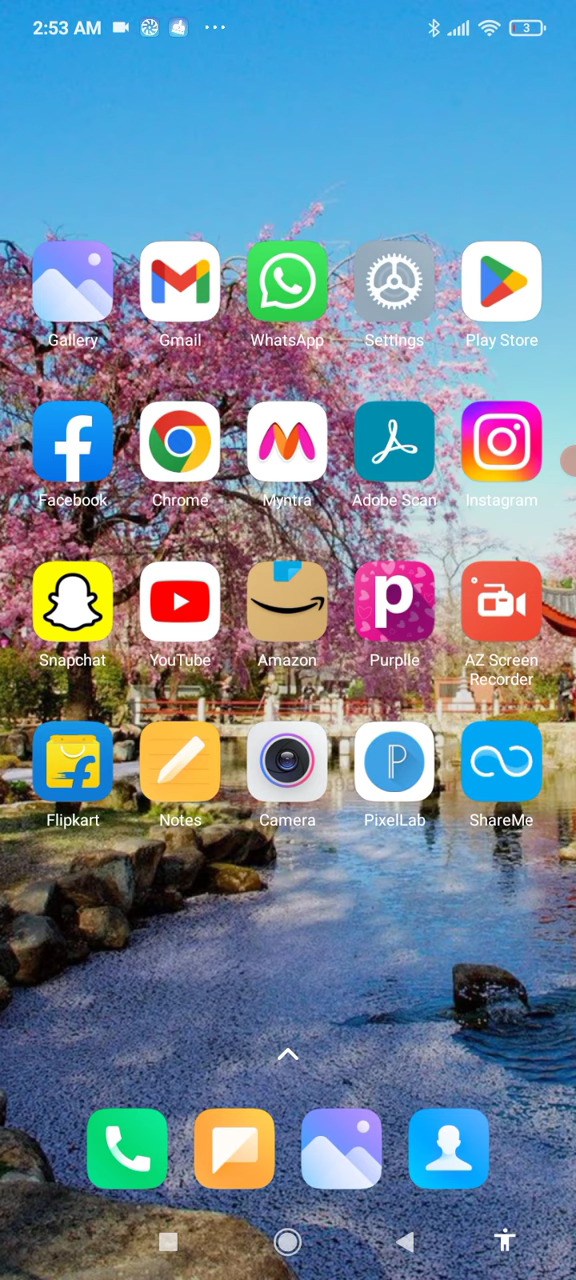 2:53 AM
3
Gallery Gmail WhatsApp Settings Play Store
Facebook Chrome Myntra Adobe Scan Instagram
Snapchat YouTube Amazon Purplle AZ Screen
Recorder
Flipkart Notes Camera PixelLab ShareMe